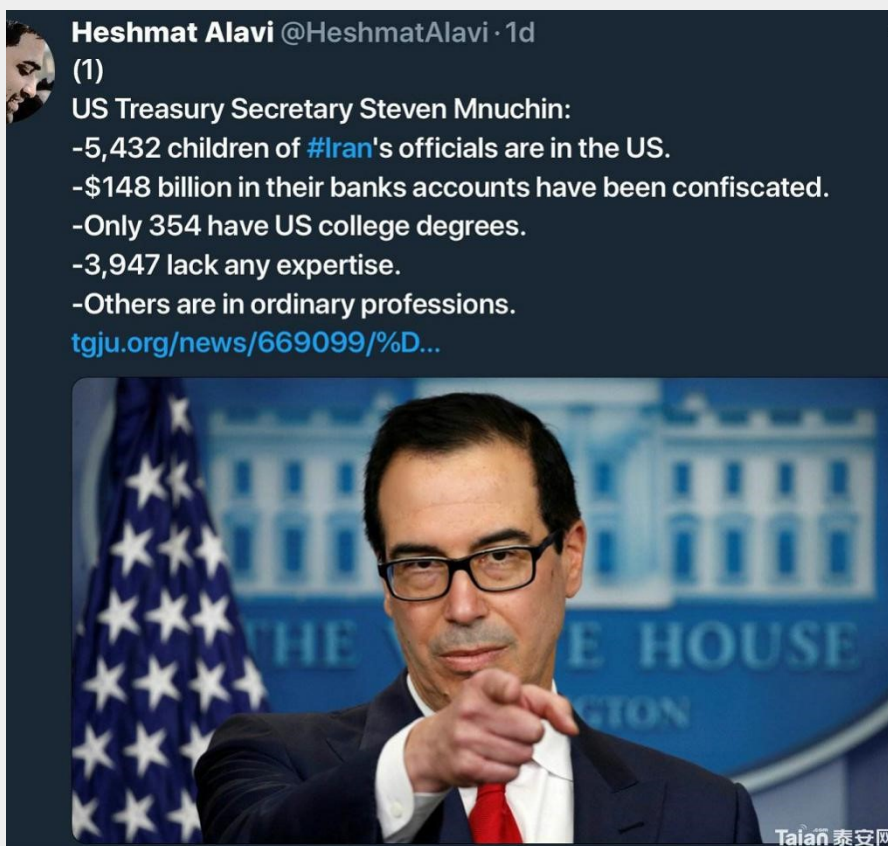 Heshmat Alavi @HeshmatAlavi · 1d
(1)
US Treasury Secretary Steven Mnuchin:
-5,432 children of #Iran's officials are in the US.
-$148 billion in their banks accounts have been confiscated.
-Only 354 have US college degrees.
-3,947 lack any expertise.
-Others are in ordinary professions.
tgju.org/news/669099/%D...
THE W E HOUSE
GTON
Taian 泰安网